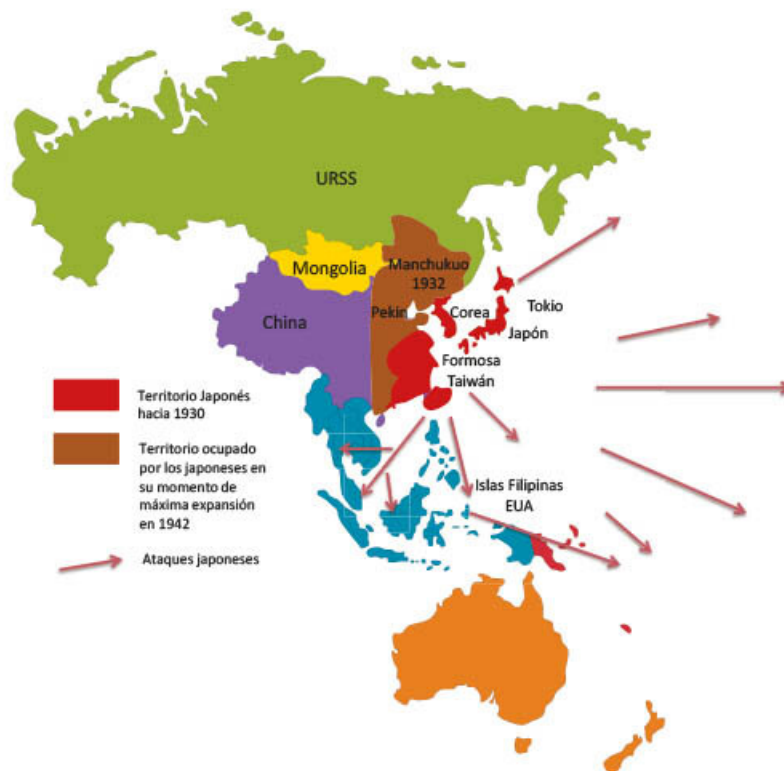 URSS
Mongolia
Manchukuo
1932
China
Pekin
Corea
Tokio
Japón
Formosa
Taiwán
Territorio Japonés
hacia 1930
Territorio ocupado
por los japoneses en
su momento de
máxima expansión
en 1942
Islas Filipinas
EUA
Ataques japoneses